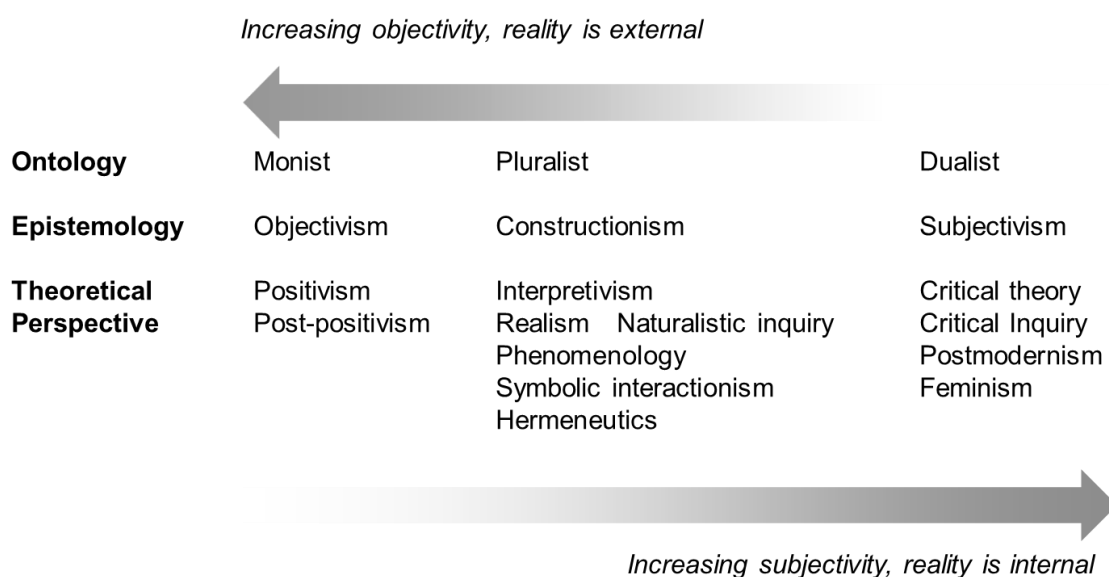 Increasing objectivity, reality is external
Ontology Monist Pluralist Dualist
Epistemology Objectivism Constructionism Subjectivism
Theoretical Positivism Interpretivism Critical theory
Perspective Post-positivism Realism Naturalistic inquiry Critical Inquiry
Phenomenology Postmodernism
Symbolic interactionism Feminism
Hermeneutics
Increasing subjectivity, reality is internal